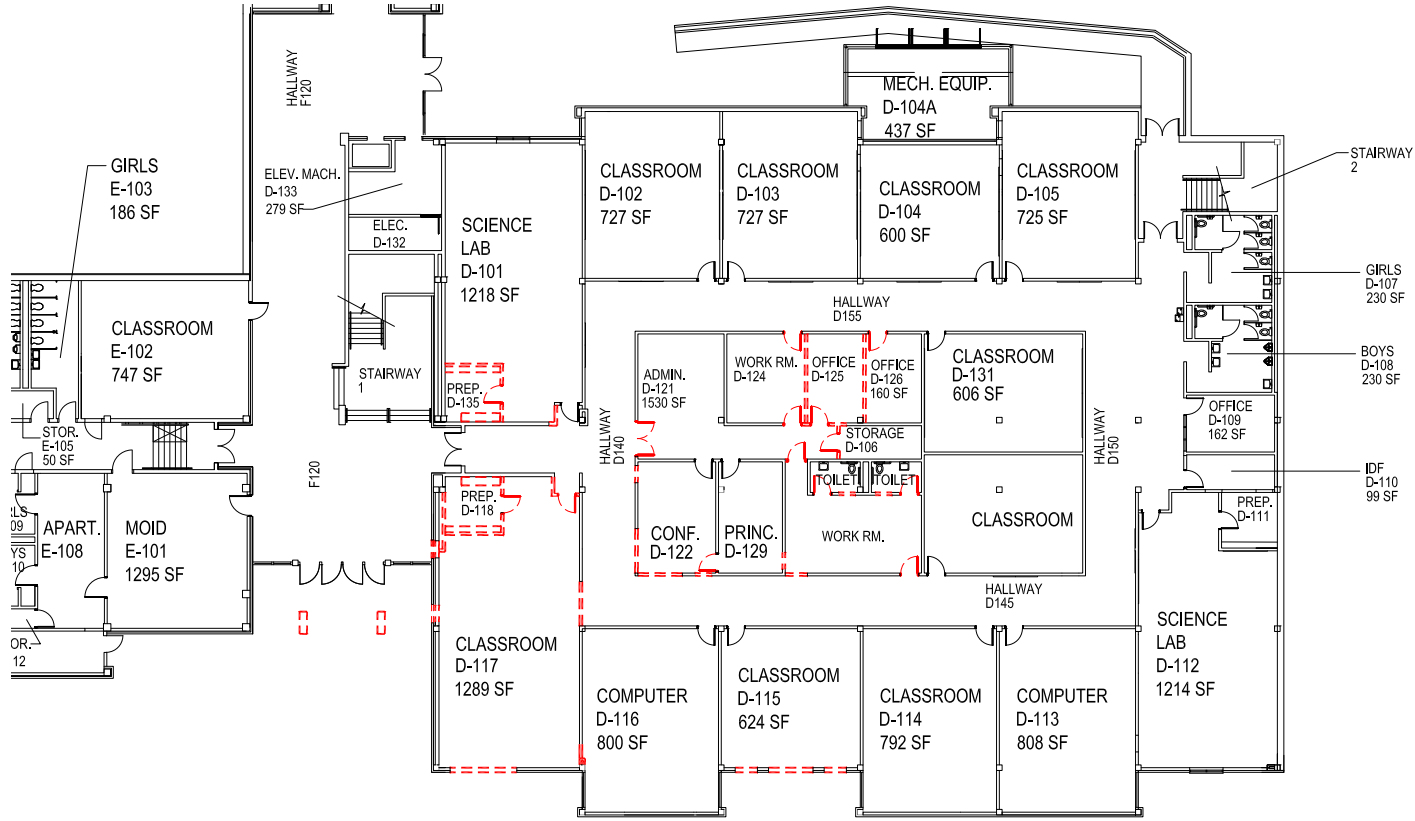 HALLWAY
F120
MECH. EQUIP.
D-104A
437 SF
GIRLS
E-103
186 SF
ELEV. MACH.
D-133
279 SF
ELEC.
D-132
SCIENCE
LAB
D-101
1218 SF
CLASSROOM
D-102
727 SF
CLASSROOM
D-103
727 SF
CLASSROOM
D-104
600 SF
CLASSROOM
D-105
725 SF
STAIRWAY
2
GIRLS
D-107
230 SF
BOYS
D-108
230 SF
OFFICE
D-109
162 SF
IDF
D-110
99 SF
PREP.
D-111
CLASSROOM
E-102
747 SF
STAIRWAY
1
PREP.
D-135
HALLWAY
D155
ADMIN.
D-121
1530 SF
WORK RM.
D-124
OFFICE
D-125
OFFICE
D-126
160 SF
CLASSROOM
D-131
606 SF
STORAGE
D-106
HALLWAY
D140
HALLWAY
D150
STOR.
E-105
50 SF
F120
PREP.
D-118
TOILET
TOILET
CONF.
D-122
PRINC.
D-129
WORK RM.
CLASSROOM
APART.
E-108
MOID
E-101
1295 SF
HALLWAY
D145
CLASSROOM
D-117
1289 SF
COMPUTER
D-116
800 SF
CLASSROOM
D-115
624 SF
CLASSROOM
D-114
792 SF
COMPUTER
D-113
808 SF
SCIENCE
LAB
D-112
1214 SF